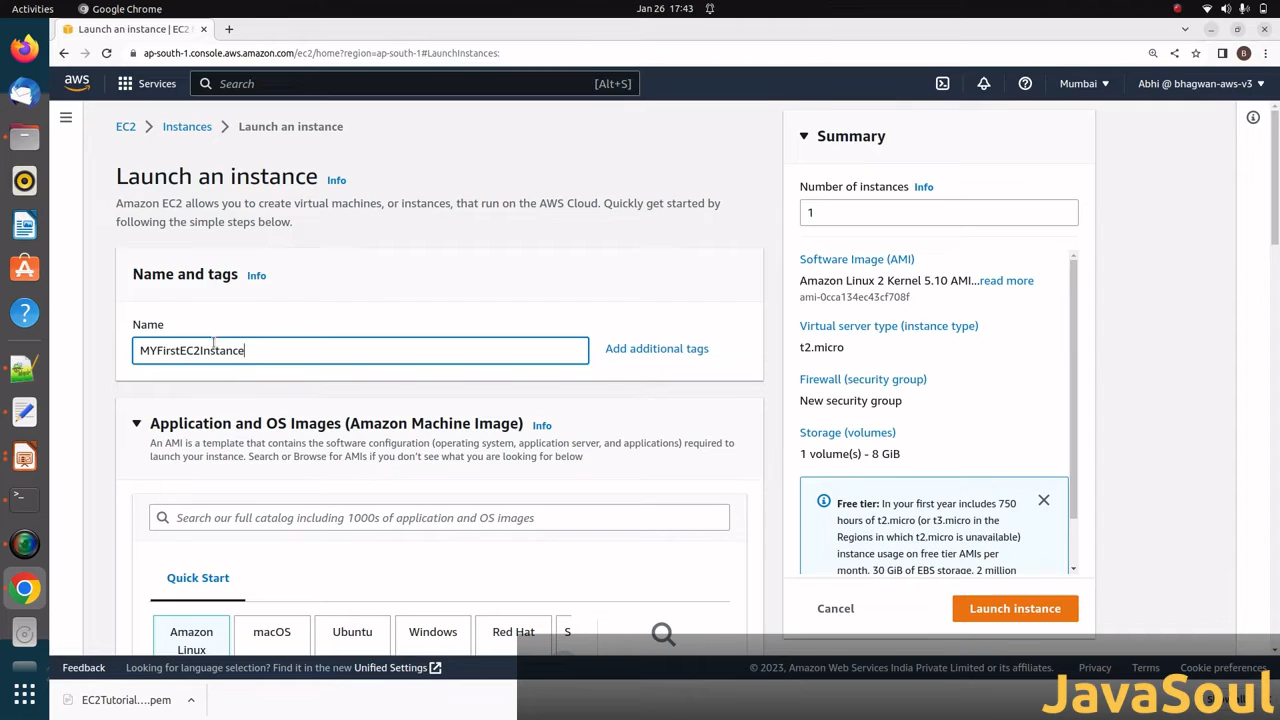 Activities
Google Chrome
Jan 26 17:43
Launch an instance | EC2
ap-south-1.console.aws.amazon.com/ec2/home?region=ap-south-1#LaunchInstances:
B
aws
Services
Search
[Alt+S]
Mumbai
Abhi @ bhagwan-aws-v3
EC2
Instances
Launch an instance
Launch an instance Info
Amazon EC2 allows you to create virtual machines, or instances, that run on the AWS Cloud. Quickly get started by
following the simple steps below.
Name and tags Info
Name
MYFirstEC2Instance
Add additional tags
Application and OS Images (Amazon Machine Image) Info
An AMI is a template that contains the software configuration (operating system, application server, and applications) required to
launch your instance. Search or Browse for AMIs if you don't see what you are looking for below
Search our full catalog including 1000s of application and OS images
Quick Start
Amazon
Linux
macOS
Ubuntu
Windows
Red Hat
S
Summary
Number of instances Info
1
Software Image (AMI)
Amazon Linux 2 Kernel 5.10 AMI...read more
ami-0cca134ec43cf708f
Virtual server type (instance type)
t2.micro
Firewall (security group)
New security group
Storage (volumes)
1 volume(s) - 8 GiB
Free tier: In your first year includes 750
hours of t2.micro (or t3.micro in the
Regions in which t2.micro is unavailable)
instance usage on free tier AMIs per
month, 30 GiB of EBS storage, 2 million
Cancel
Launch instance
Feedback
Looking for language selection? Find it in the new Unified Settings
© 2023, Amazon Web Services India Private Limited or its affiliates.
Privacy
Terms
Cookie preferences
EC2Tutorial....pem
JavaSoul